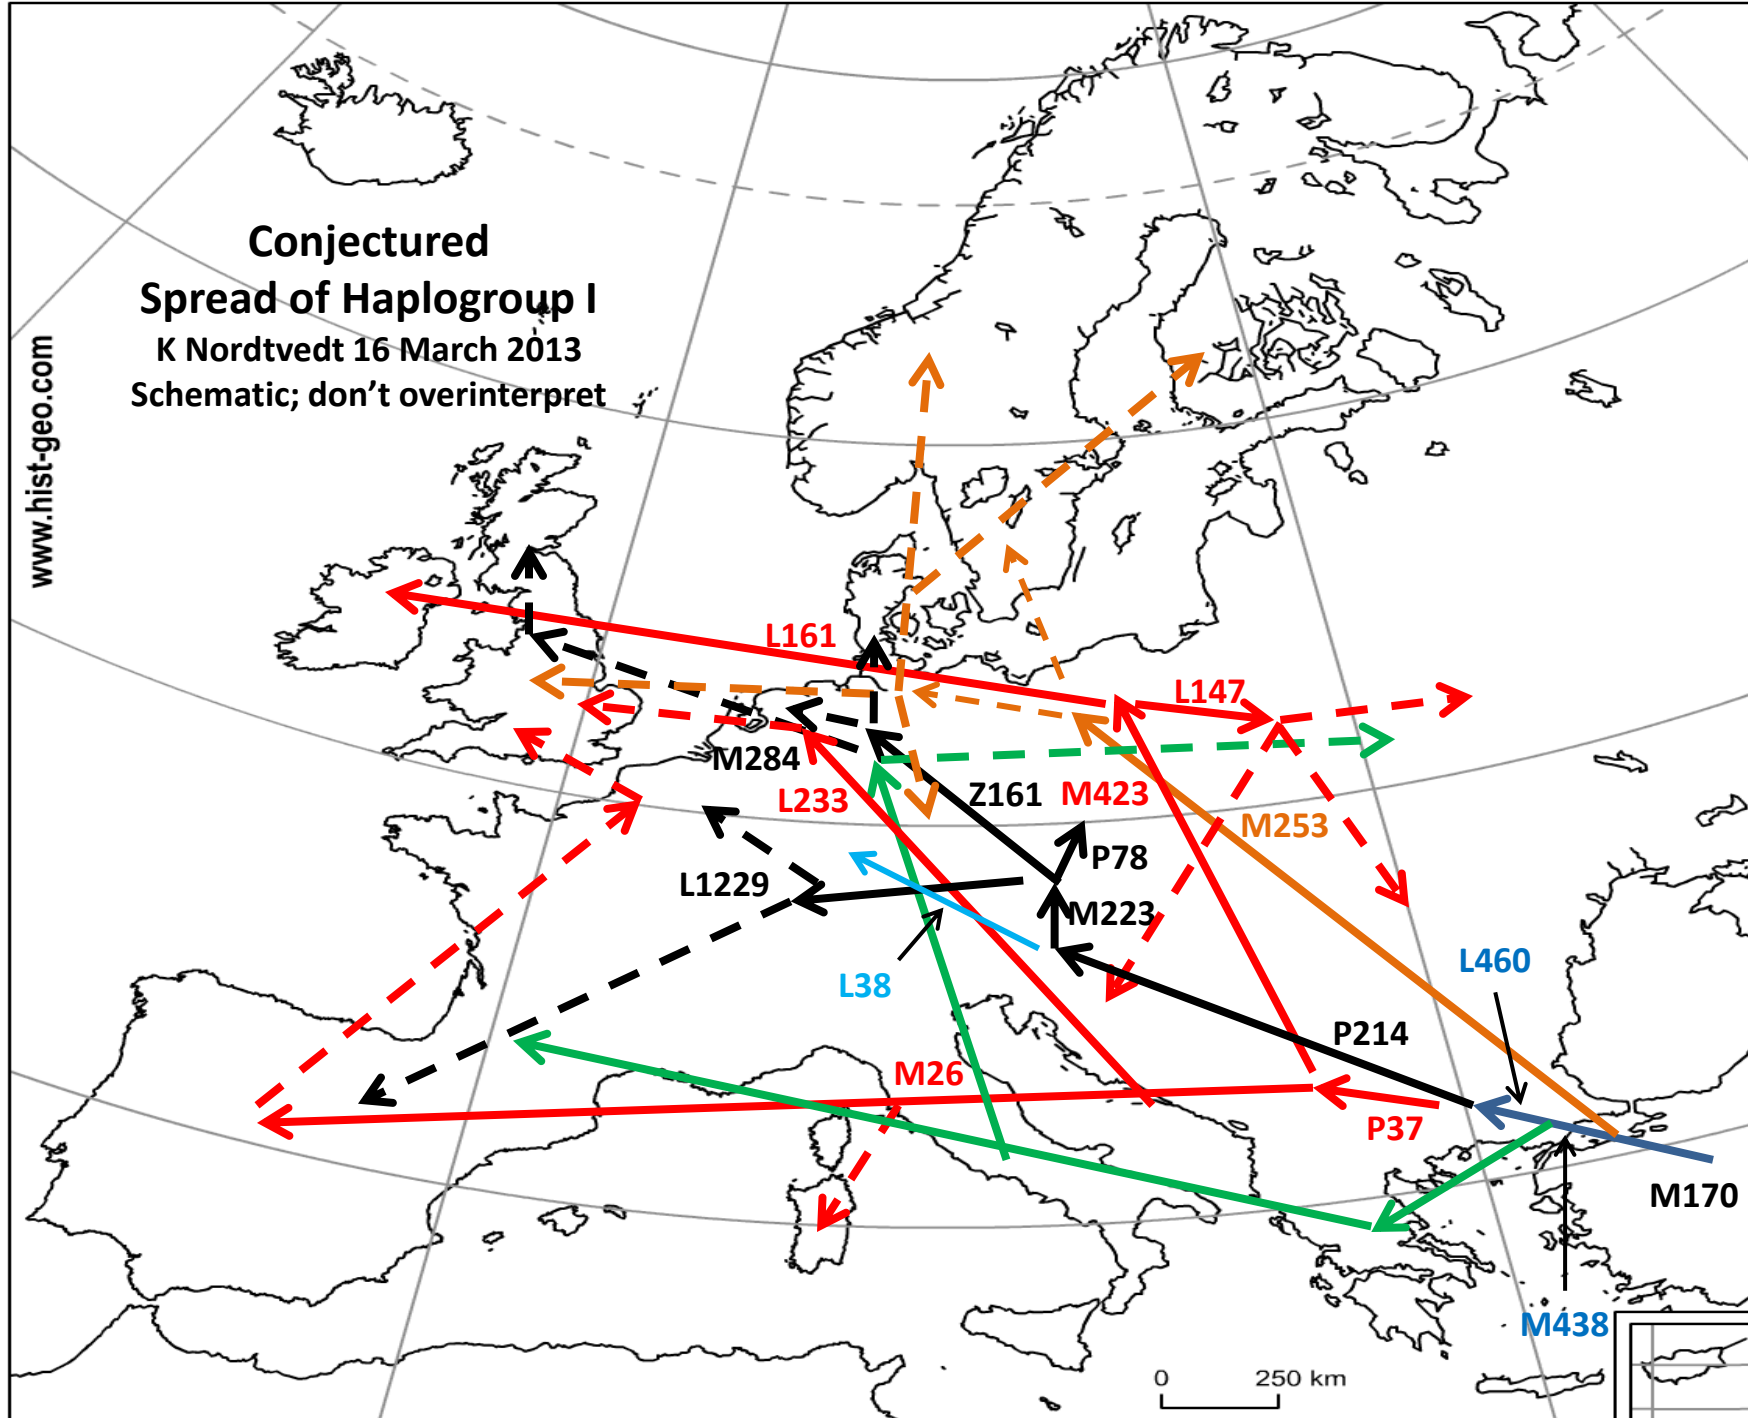 Conjectured
Spread of Haplogroup I
K Nordtvedt 16 March 2013
Schematic; don't overinterpret
www.hist-geo.com
L161
L147
M284
L233
Z161
M423
M253
P78
L1229
M223
L38
L460
P214
M26
P37
M170
M438
0 250 km